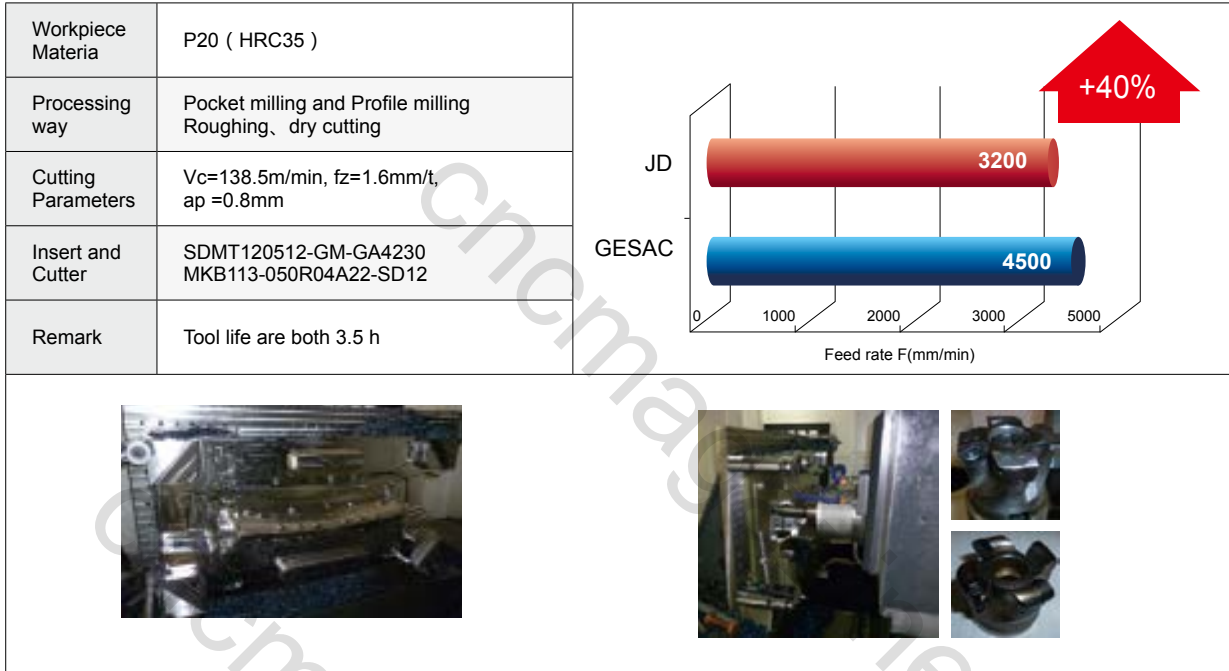 Workpiece
Materia
P20 ( HRC35 )
Processing
way
Pocket milling and Profile milling
Roughing、dry cutting
Cutting
Parameters
Vc=138.5m/min, fz=1.6mm/t,
ap =0.8mm
Insert and
Cutter
SDMT120512-GM-GA4230
MKB113-050R04A22-SD12
Remark
Tool life are both 3.5 h
+40%
JD
3200
GESAC
4500
0 1000 2000 3000 5000
Feed rate F(mm/min)
cncmag